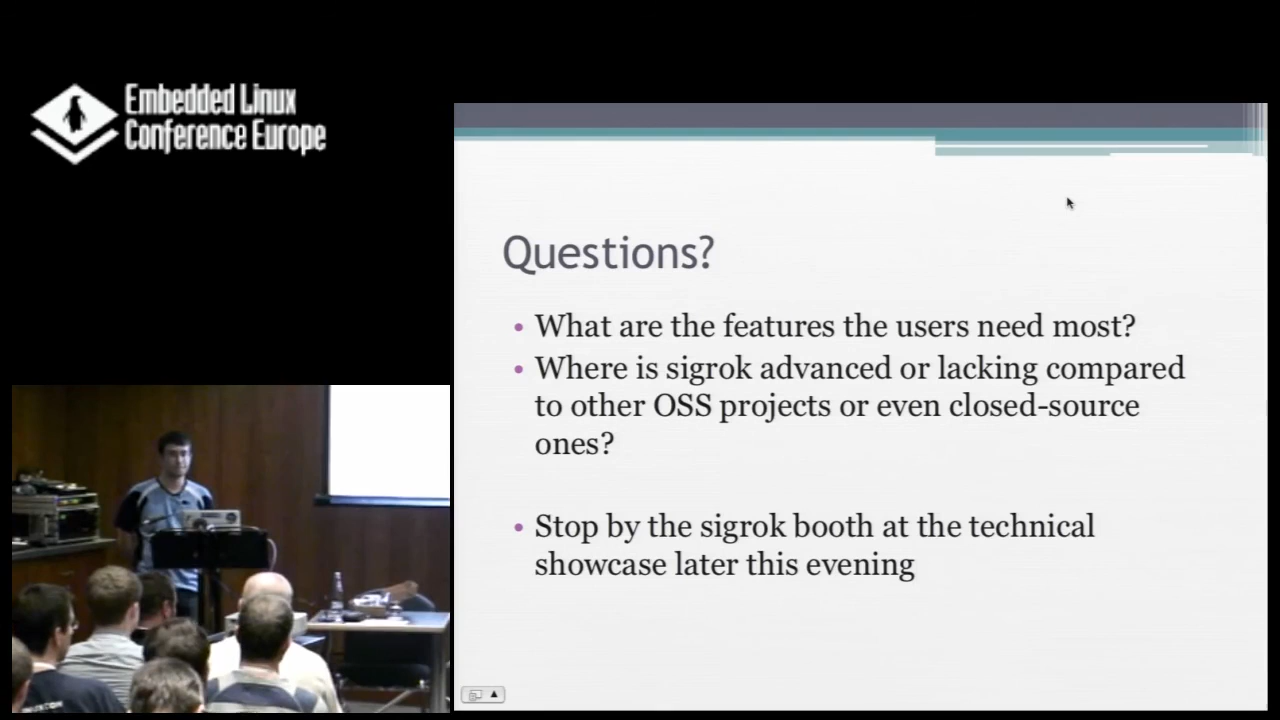 Embedded Linux
Conference Europe
Questions?
• What are the features the users need most?
• Where is sigrok advanced or lacking compared
to other OSS projects or even closed-source
ones?
• Stop by the sigrok booth at the technical
showcase later this evening